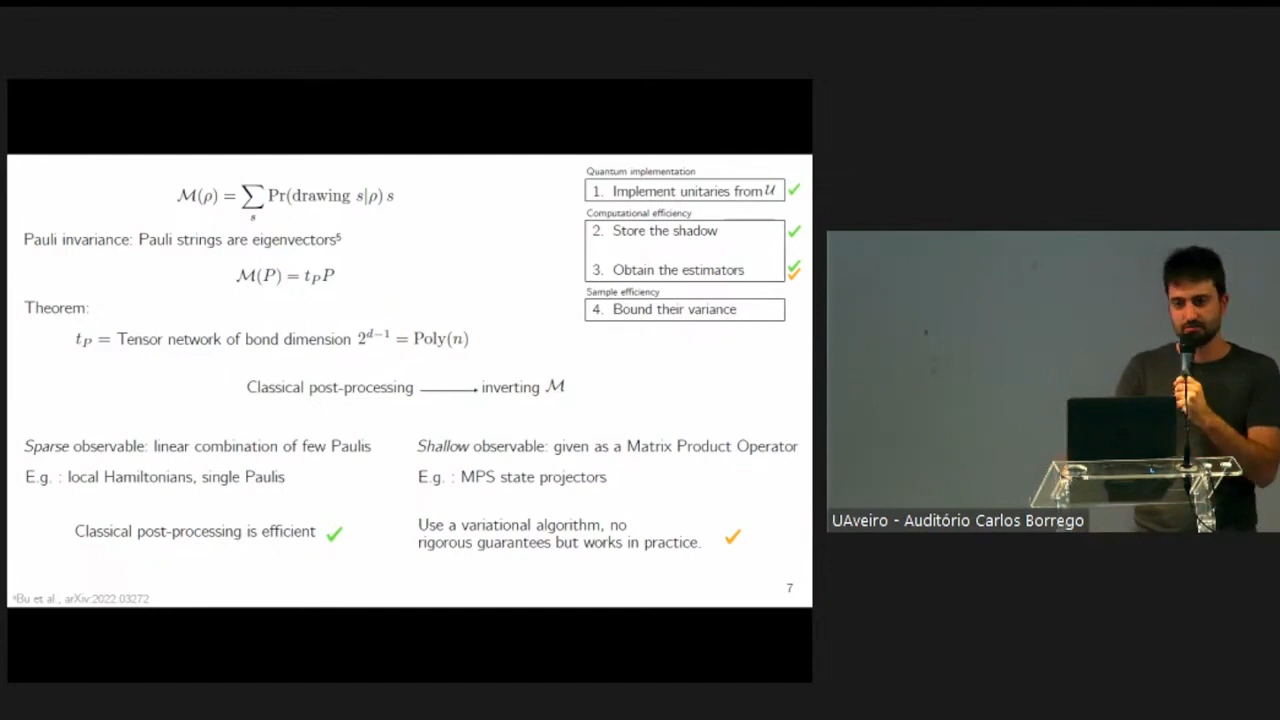 M(ρ) = ∑ₛ Pr(drawing s|ρ) s
Pauli invariance: Pauli strings are eigenvectors⁵
M(P) = t_P P
Theorem:
t_P = Tensor network of bond dimension 2^{d−1} = Poly(n)
Classical post-processing ⟶ inverting M
Quantum implementation
1. Implement unitaries from U ✓
Computational efficiency
2. Store the shadow ✓
3. Obtain the estimators ✓✓
Sample efficiency
4. Bound their variance
Sparse observable: linear combination of few Paulis
E.g. : local Hamiltonians, single Paulis
Classical post-processing is efficient ✓
Shallow observable: given as a Matrix Product Operator
E.g. : MPS state projectors
Use a variational algorithm, no
rigorous guarantees but works in practice. ✓
⁵Bu et al., arXiv:2022.03272
7
UAveiro - Auditório Carlos Borrego